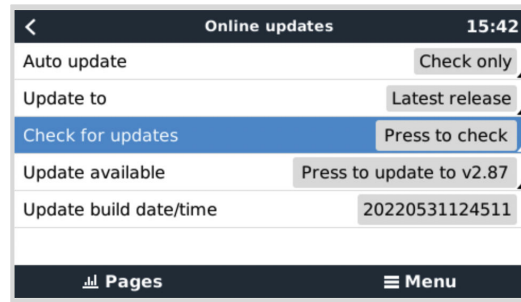 Online updates 15:42
Auto update Check only
Update to Latest release
Check for updates Press to check
Update available Press to update to v2.87
Update build date/time 20220531124511
Pages Menu